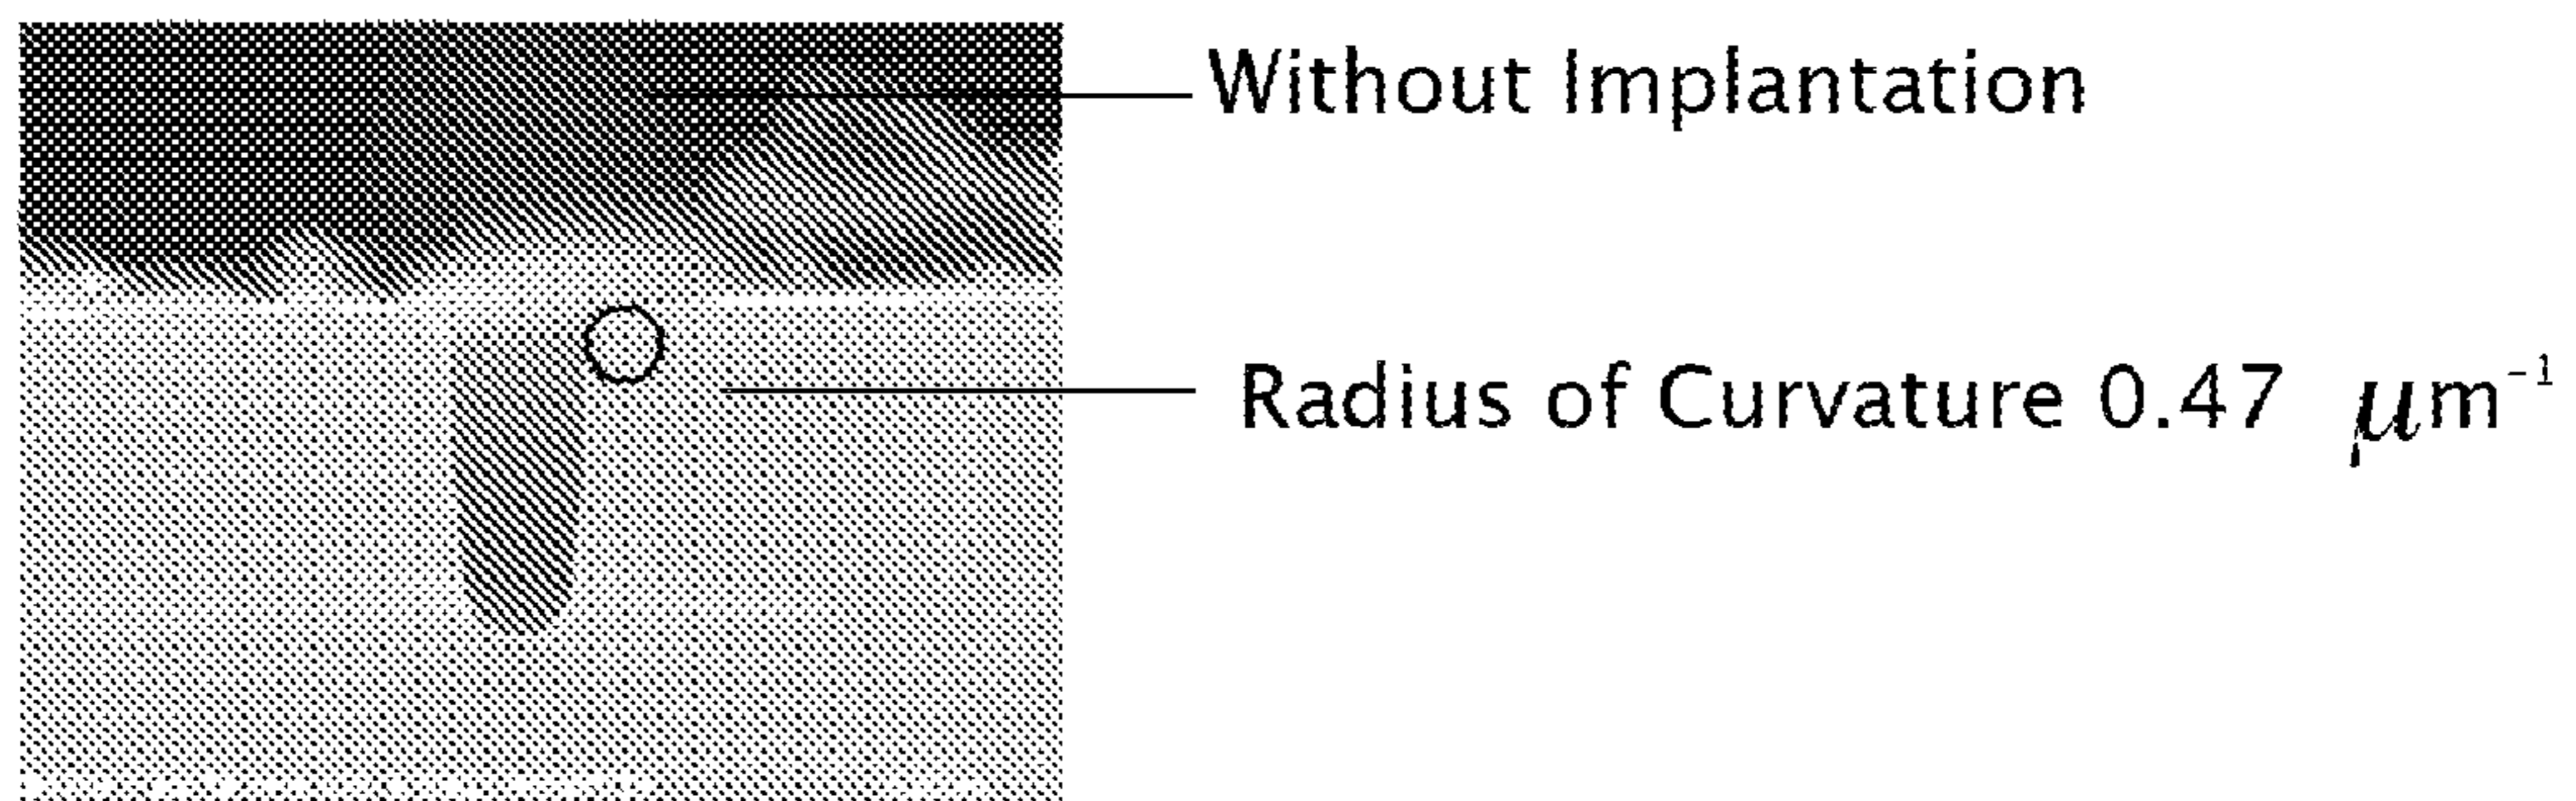 Without Implantation
Radius of Curvature 0.47 μm⁻¹